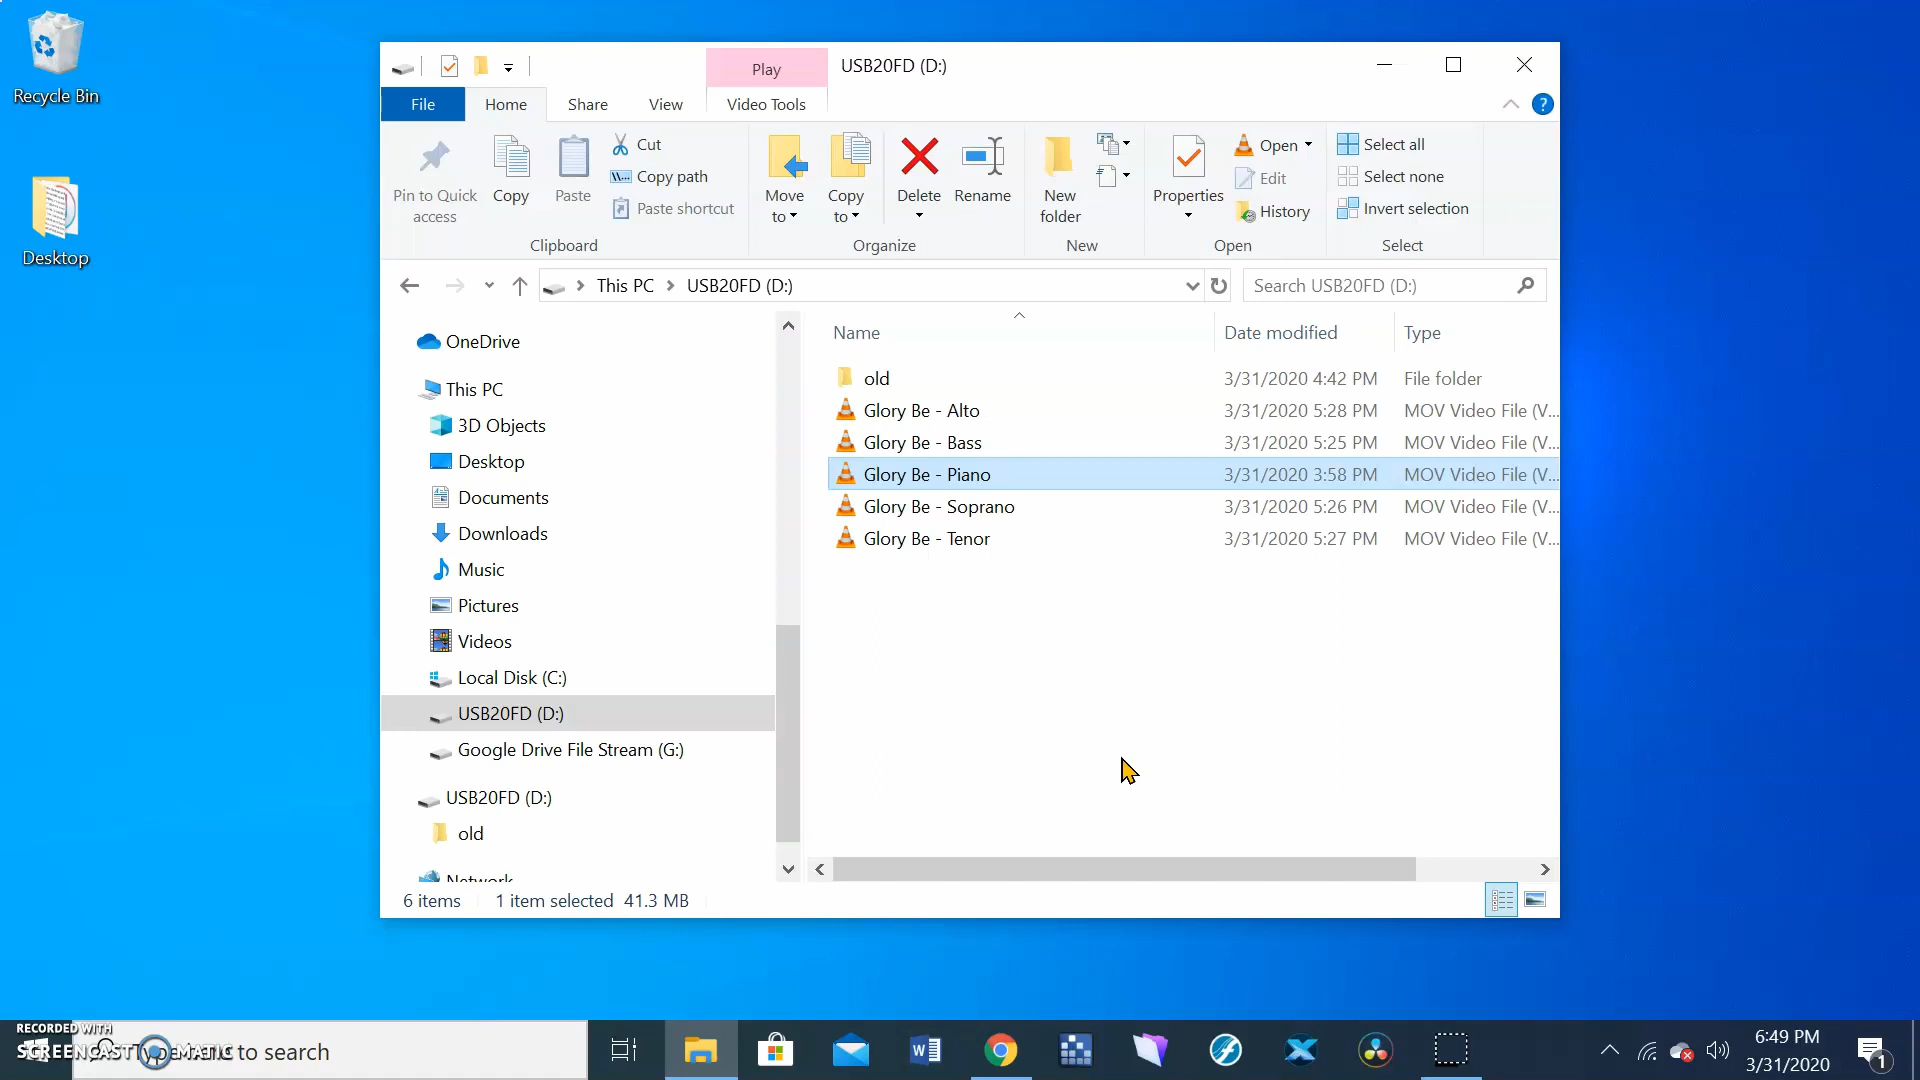 Recycle Bin
Desktop
Play
USB20FD (D:)
File
Home
Share
View
Video Tools
Pin to Quick access
Copy
Paste
Cut
Copy path
Paste shortcut
Clipboard
Move to
Copy to
Delete
Rename
Organize
New folder
New
Properties
Open
Edit
History
Open
Select all
Select none
Invert selection
Select
This PC
USB20FD (D:)
Search USB20FD (D:)
OneDrive
This PC
3D Objects
Desktop
Documents
Downloads
Music
Pictures
Videos
Local Disk (C:)
USB20FD (D:)
Google Drive File Stream (G:)
USB20FD (D:)
old
Network
Name Date modified Type
old 3/31/2020 4:42 PM File folder
Glory Be - Alto 3/31/2020 5:28 PM MOV Video File (V...
Glory Be - Bass 3/31/2020 5:25 PM MOV Video File (V...
Glory Be - Piano 3/31/2020 3:58 PM MOV Video File (V...
Glory Be - Soprano 3/31/2020 5:26 PM MOV Video File (V...
Glory Be - Tenor 3/31/2020 5:27 PM MOV Video File (V...
6 items 1 item selected 41.3 MB
RECORDED WITH
SCREENCAST MATIC
Type here to search
6:49 PM
3/31/2020
1